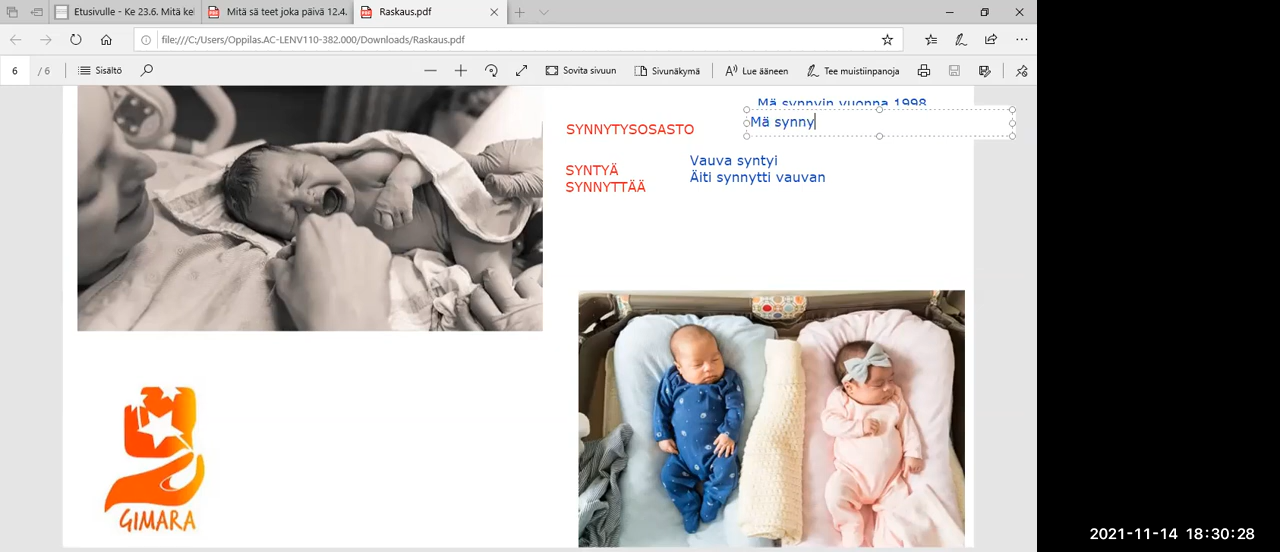 Etusivulle - Ke 23.6. Mitä ke
Mitä sä teet joka päivä 12.4.
Raskaus.pdf
file:///C:/Users/Oppilas.AC-LENV110-382.000/Downloads/Raskaus.pdf
6 / 6
Sisältö
Sovita sivuun
Sivunäkymä
Lue ääneen
Tee muistiinpanoja
Mä synnyin vuonna 1998
Mä synny
SYNNYTYSOSASTO
Vauva syntyi
SYNTYÄ
Äiti synnytti vauvan
SYNNYTTÄÄ
GIMARA
2021-11-14 18:30:28